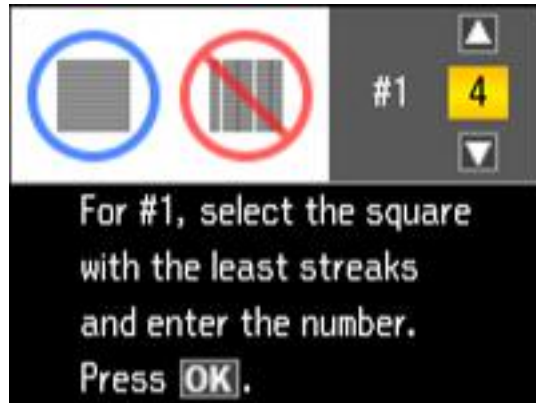 #1 4
For #1, select the square
with the least streaks
and enter the number.
Press OK.